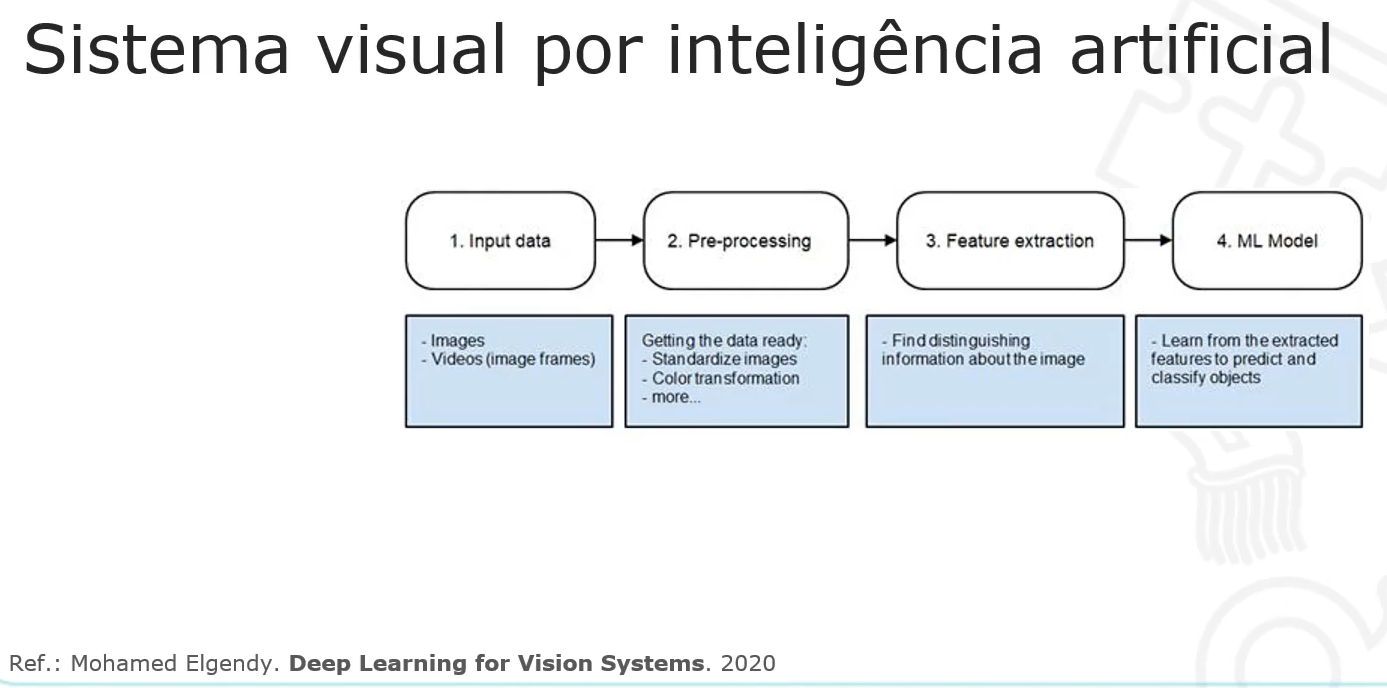 Sistema visual por inteligência artificial
1. Input data
2. Pre-processing
3. Feature extraction
4. ML Model
- Images
- Videos (image frames)
Getting the data ready:
- Standardize images
- Color transformation
- more...
- Find distinguishing
information about the image
- Learn from the extracted
features to predict and
classify objects
Ref.: Mohamed Elgendy. Deep Learning for Vision Systems. 2020